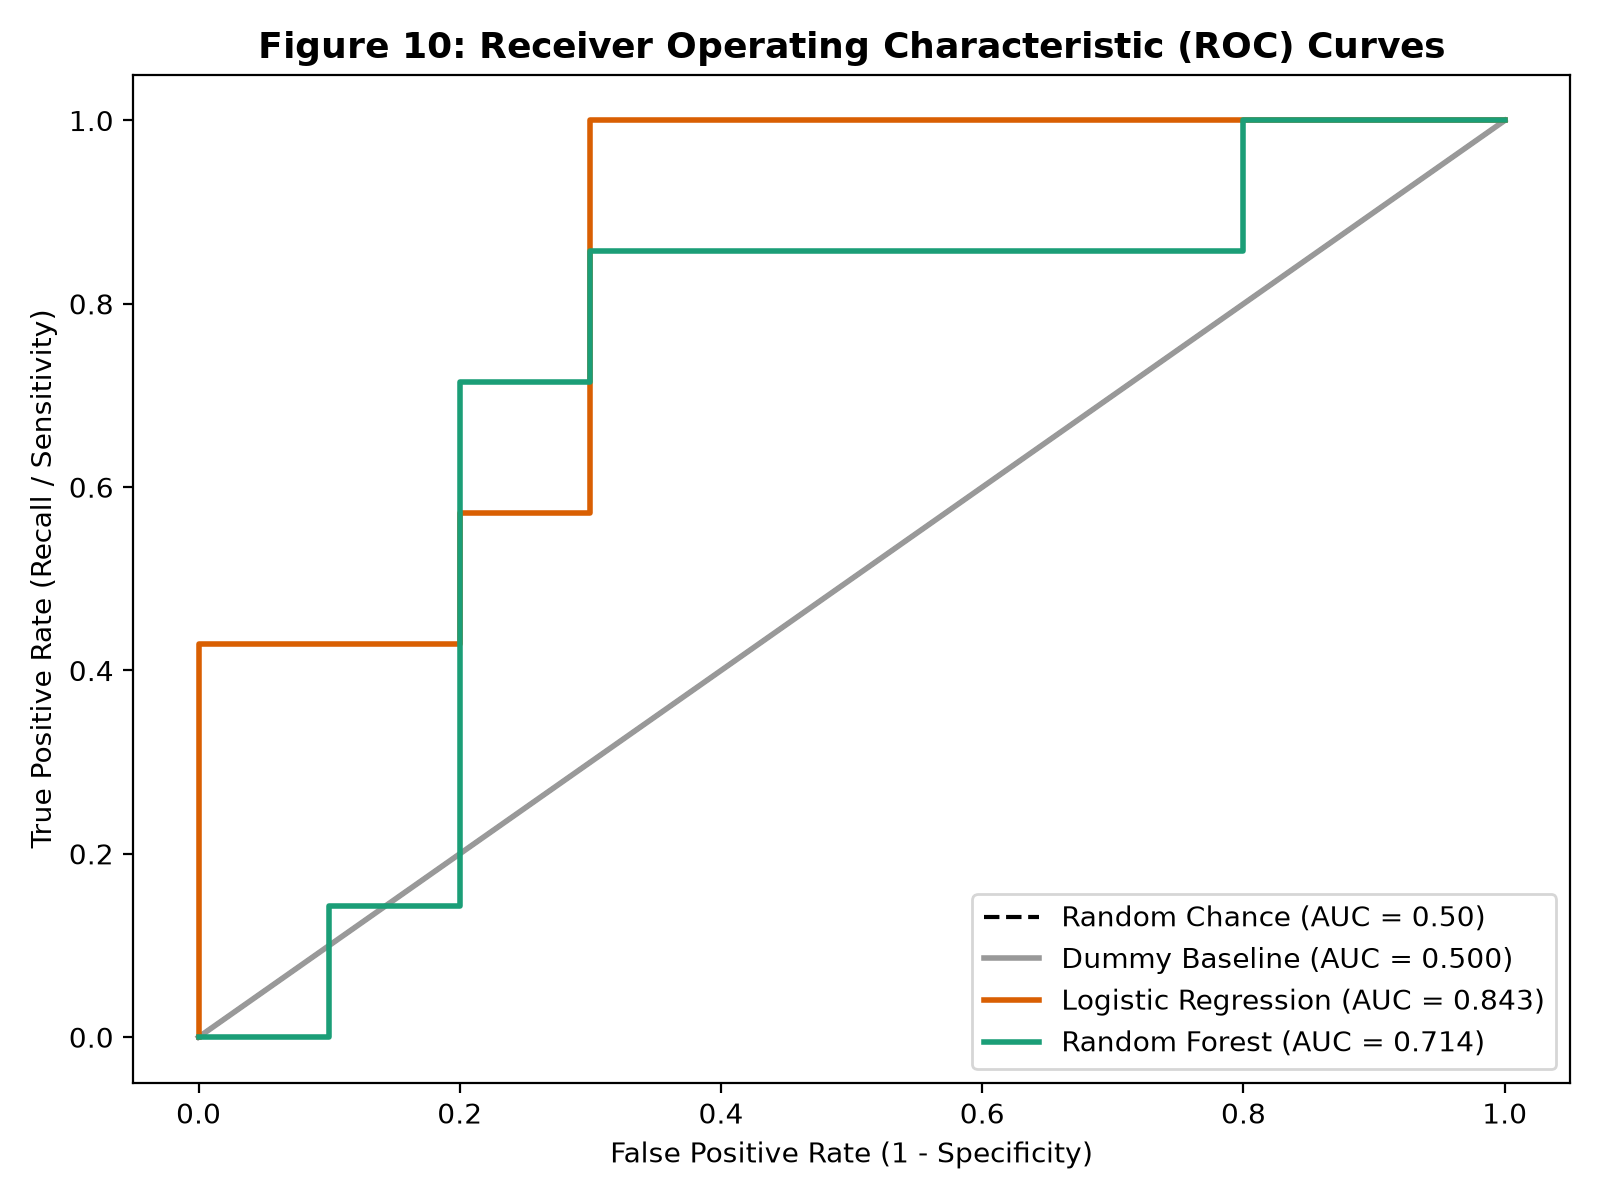 Figure 10: Receiver Operating Characteristic (ROC) Curves
True Positive Rate (Recall / Sensitivity)
1.0
0.8
0.6
0.4
0.2
0.0
Random Chance (AUC = 0.50)
Dummy Baseline (AUC = 0.500)
Logistic Regression (AUC = 0.843)
Random Forest (AUC = 0.714)
0.0 0.2 0.4 0.6 0.8 1.0
False Positive Rate (1 - Specificity)